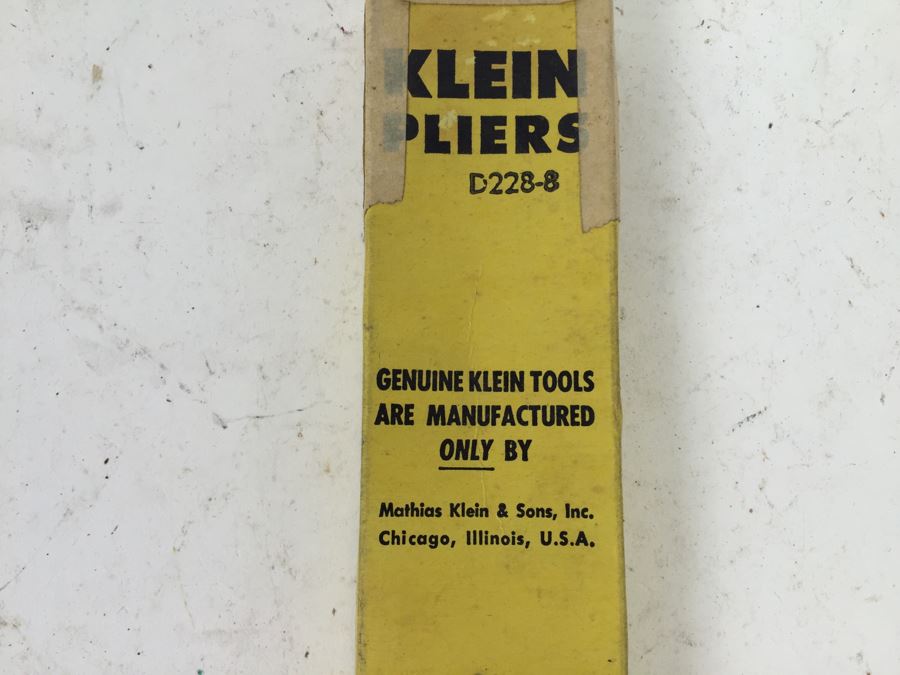 KLEIN
PLIERS
D228-8
GENUINE KLEIN TOOLS
ARE MANUFACTURED
ONLY BY
Mathias Klein & Sons, Inc.
Chicago, Illinois, U.S.A.